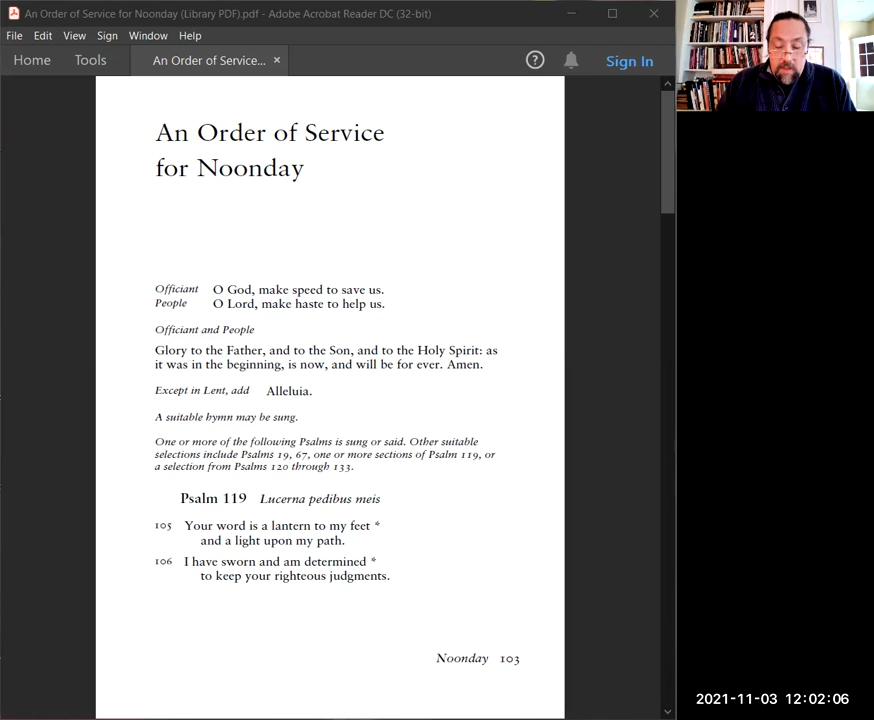 An Order of Service for Noonday (Library PDF).pdf - Adobe Acrobat Reader DC (32-bit)
File Edit View Sign Window Help
Home Tools An Order of Service... × ? Sign In
An Order of Service
for Noonday
Officiant O God, make speed to save us.
People O Lord, make haste to help us.
Officiant and People
Glory to the Father, and to the Son, and to the Holy Spirit: as
it was in the beginning, is now, and will be for ever. Amen.
Except in Lent, add Alleluia.
A suitable hymn may be sung.
One or more of the following Psalms is sung or said. Other suitable
selections include Psalms 19, 67, one or more sections of Psalm 119, or
a selection from Psalms 120 through 133.
Psalm 119 Lucerna pedibus meis
105 Your word is a lantern to my feet *
and a light upon my path.
106 I have sworn and am determined *
to keep your righteous judgments.
Noonday 103
2021-11-03 12:02:06